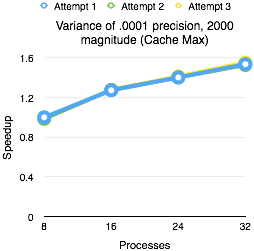 Attempt 1 Attempt 2 Attempt 3
Variance of .0001 precision, 2000
magnitude (Cache Max)
1.6
1.2
0.8
0.4
0
Speedup
8 16 24 32
Processes